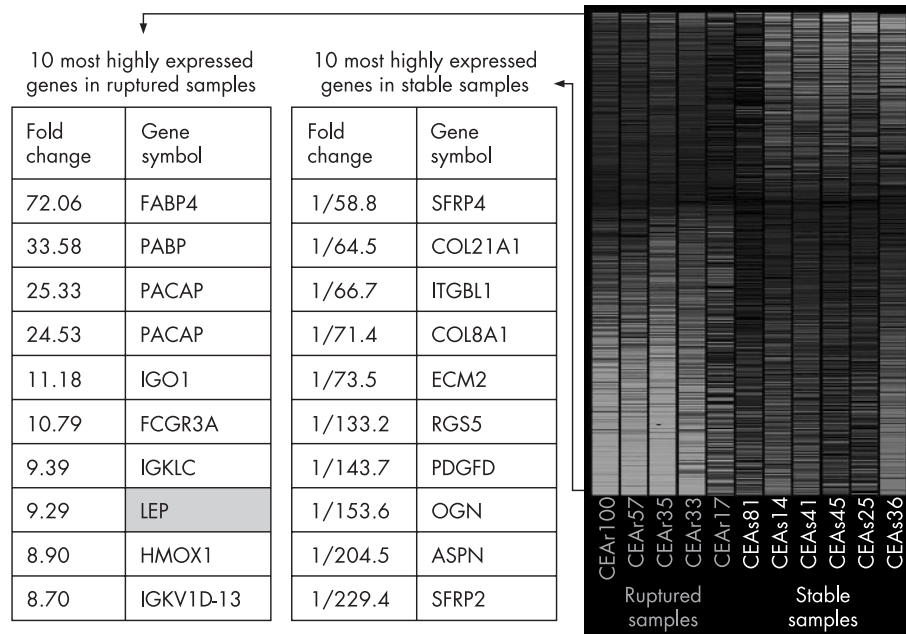 10 most highly expressed
genes in ruptured samples
Fold change Gene symbol
72.06 FABP4
33.58 PABP
25.33 PACAP
24.53 PACAP
11.18 IGO1
10.79 FCGR3A
9.39 IGKLC
9.29 LEP
8.90 HMOX1
8.70 IGKV1D-13
10 most highly expressed
genes in stable samples
Fold change Gene symbol
1/58.8 SFRP4
1/64.5 COL21A1
1/66.7 ITGBL1
1/71.4 COL8A1
1/73.5 ECM2
1/133.2 RGS5
1/143.7 PDGFD
1/153.6 OGN
1/204.5 ASPN
1/229.4 SFRP2
CEAr100
CEAr57
CEAr35
CEAr33
CEAr17
CEAs81
CEAs14
CEAs41
CEAs45
CEAs25
CEAs36
Ruptured
samples
Stable
samples